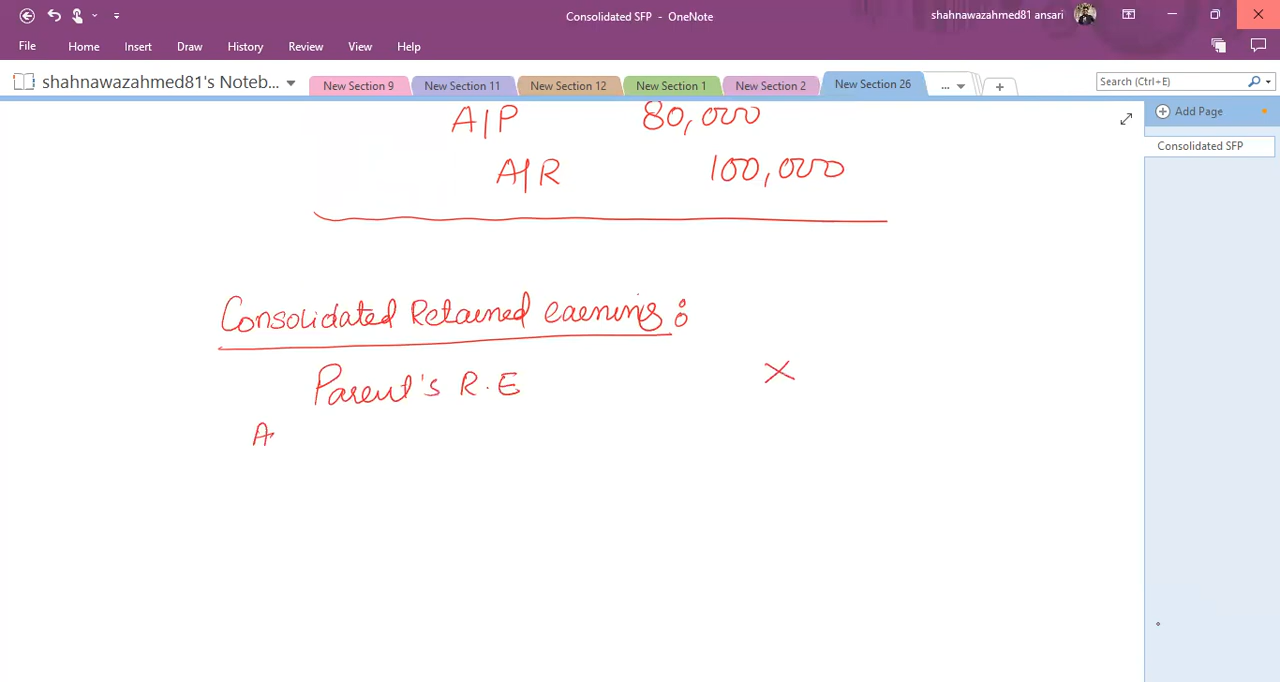 Consolidated SFP - OneNote
shahnawazahmed81 ansari
File Home Insert Draw History Review View Help
shahnawazahmed81's Noteb... New Section 9 New Section 11 New Section 12 New Section 1 New Section 2 New Section 26 ... Search (Ctrl+E)
Add Page
Consolidated SFP
A/P 80,000
A/R 100,000
Consolidated Retained earnings:
Parent's R.E X
A